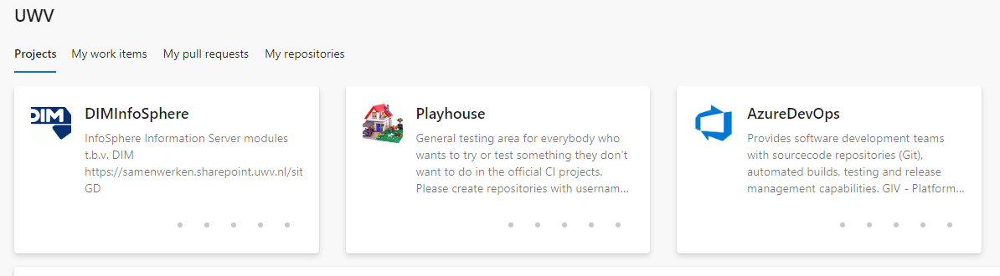 UWV
Projects My work items My pull requests My repositories
DIM
DIMInfoSphere
InfoSphere Information Server modules
t.b.v. DIM
https://samenwerken.sharepoint.uwv.nl/sit
GD
Playhouse
General testing area for everybody who
wants to try or test something they don't
want to do in the official CI projects.
Please create repositories with usernam...
AzureDevOps
Provides software development teams
with sourcecode repositories (Git),
automated builds, testing and release
management capabilities. GIV - Platform...